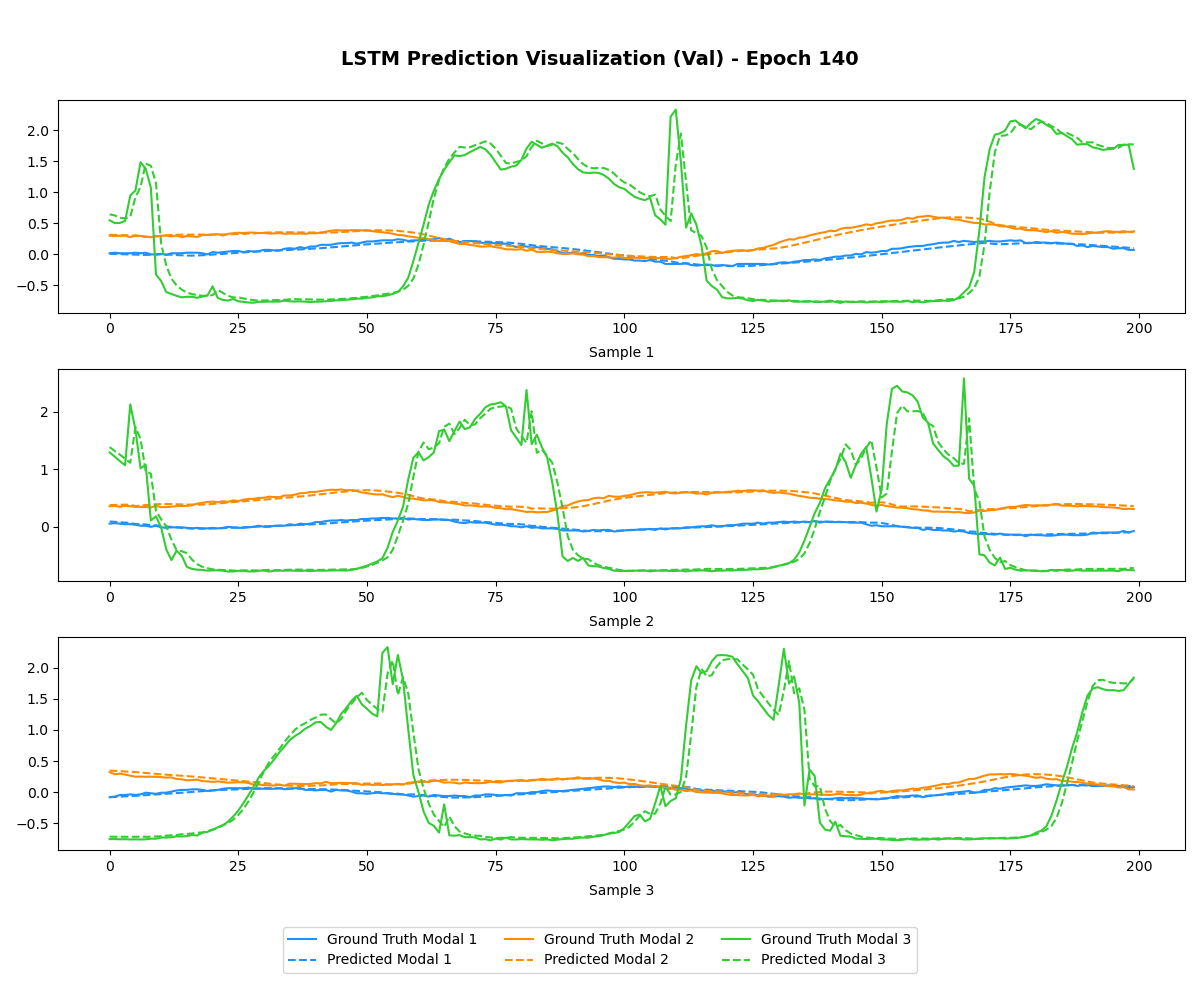 LSTM Prediction Visualization (Val) - Epoch 140
2.0
1.5
1.0
0.5
0.0
−0.5
0 25 50 75 100 125 150 175 200
Sample 1
2
1
0
0 25 50 75 100 125 150 175 200
Sample 2
2.0
1.5
1.0
0.5
0.0
−0.5
0 25 50 75 100 125 150 175 200
Sample 3
Ground Truth Modal 1 Ground Truth Modal 2 Ground Truth Modal 3
Predicted Modal 1 Predicted Modal 2 Predicted Modal 3